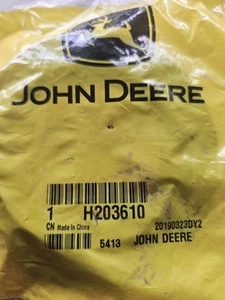 JOHN DEERE
1 H203610
CN Made In China 20190323DY2
5413 JOHN DEERE